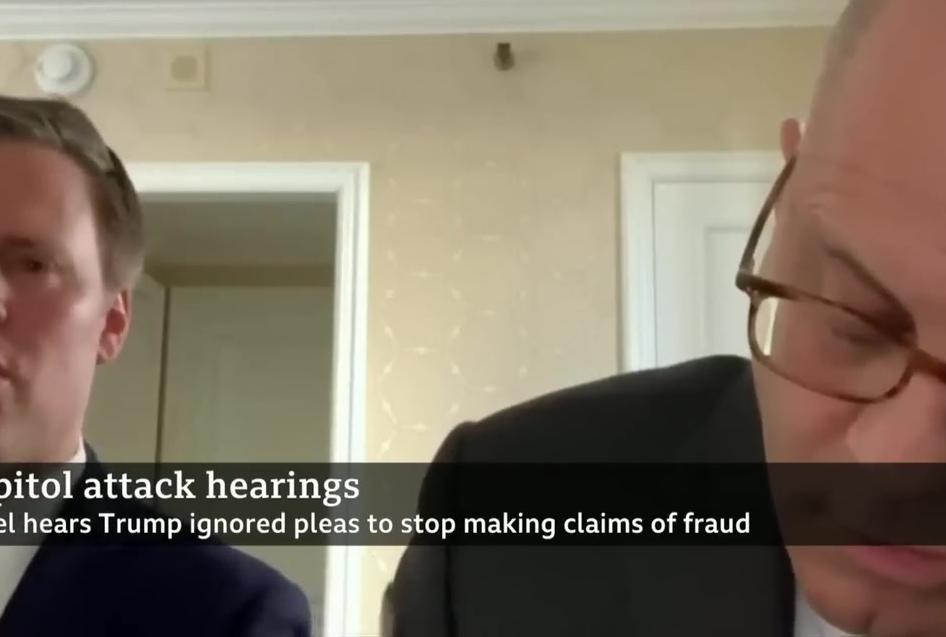 pitol attack hearings
el hears Trump ignored pleas to stop making claims of fraud